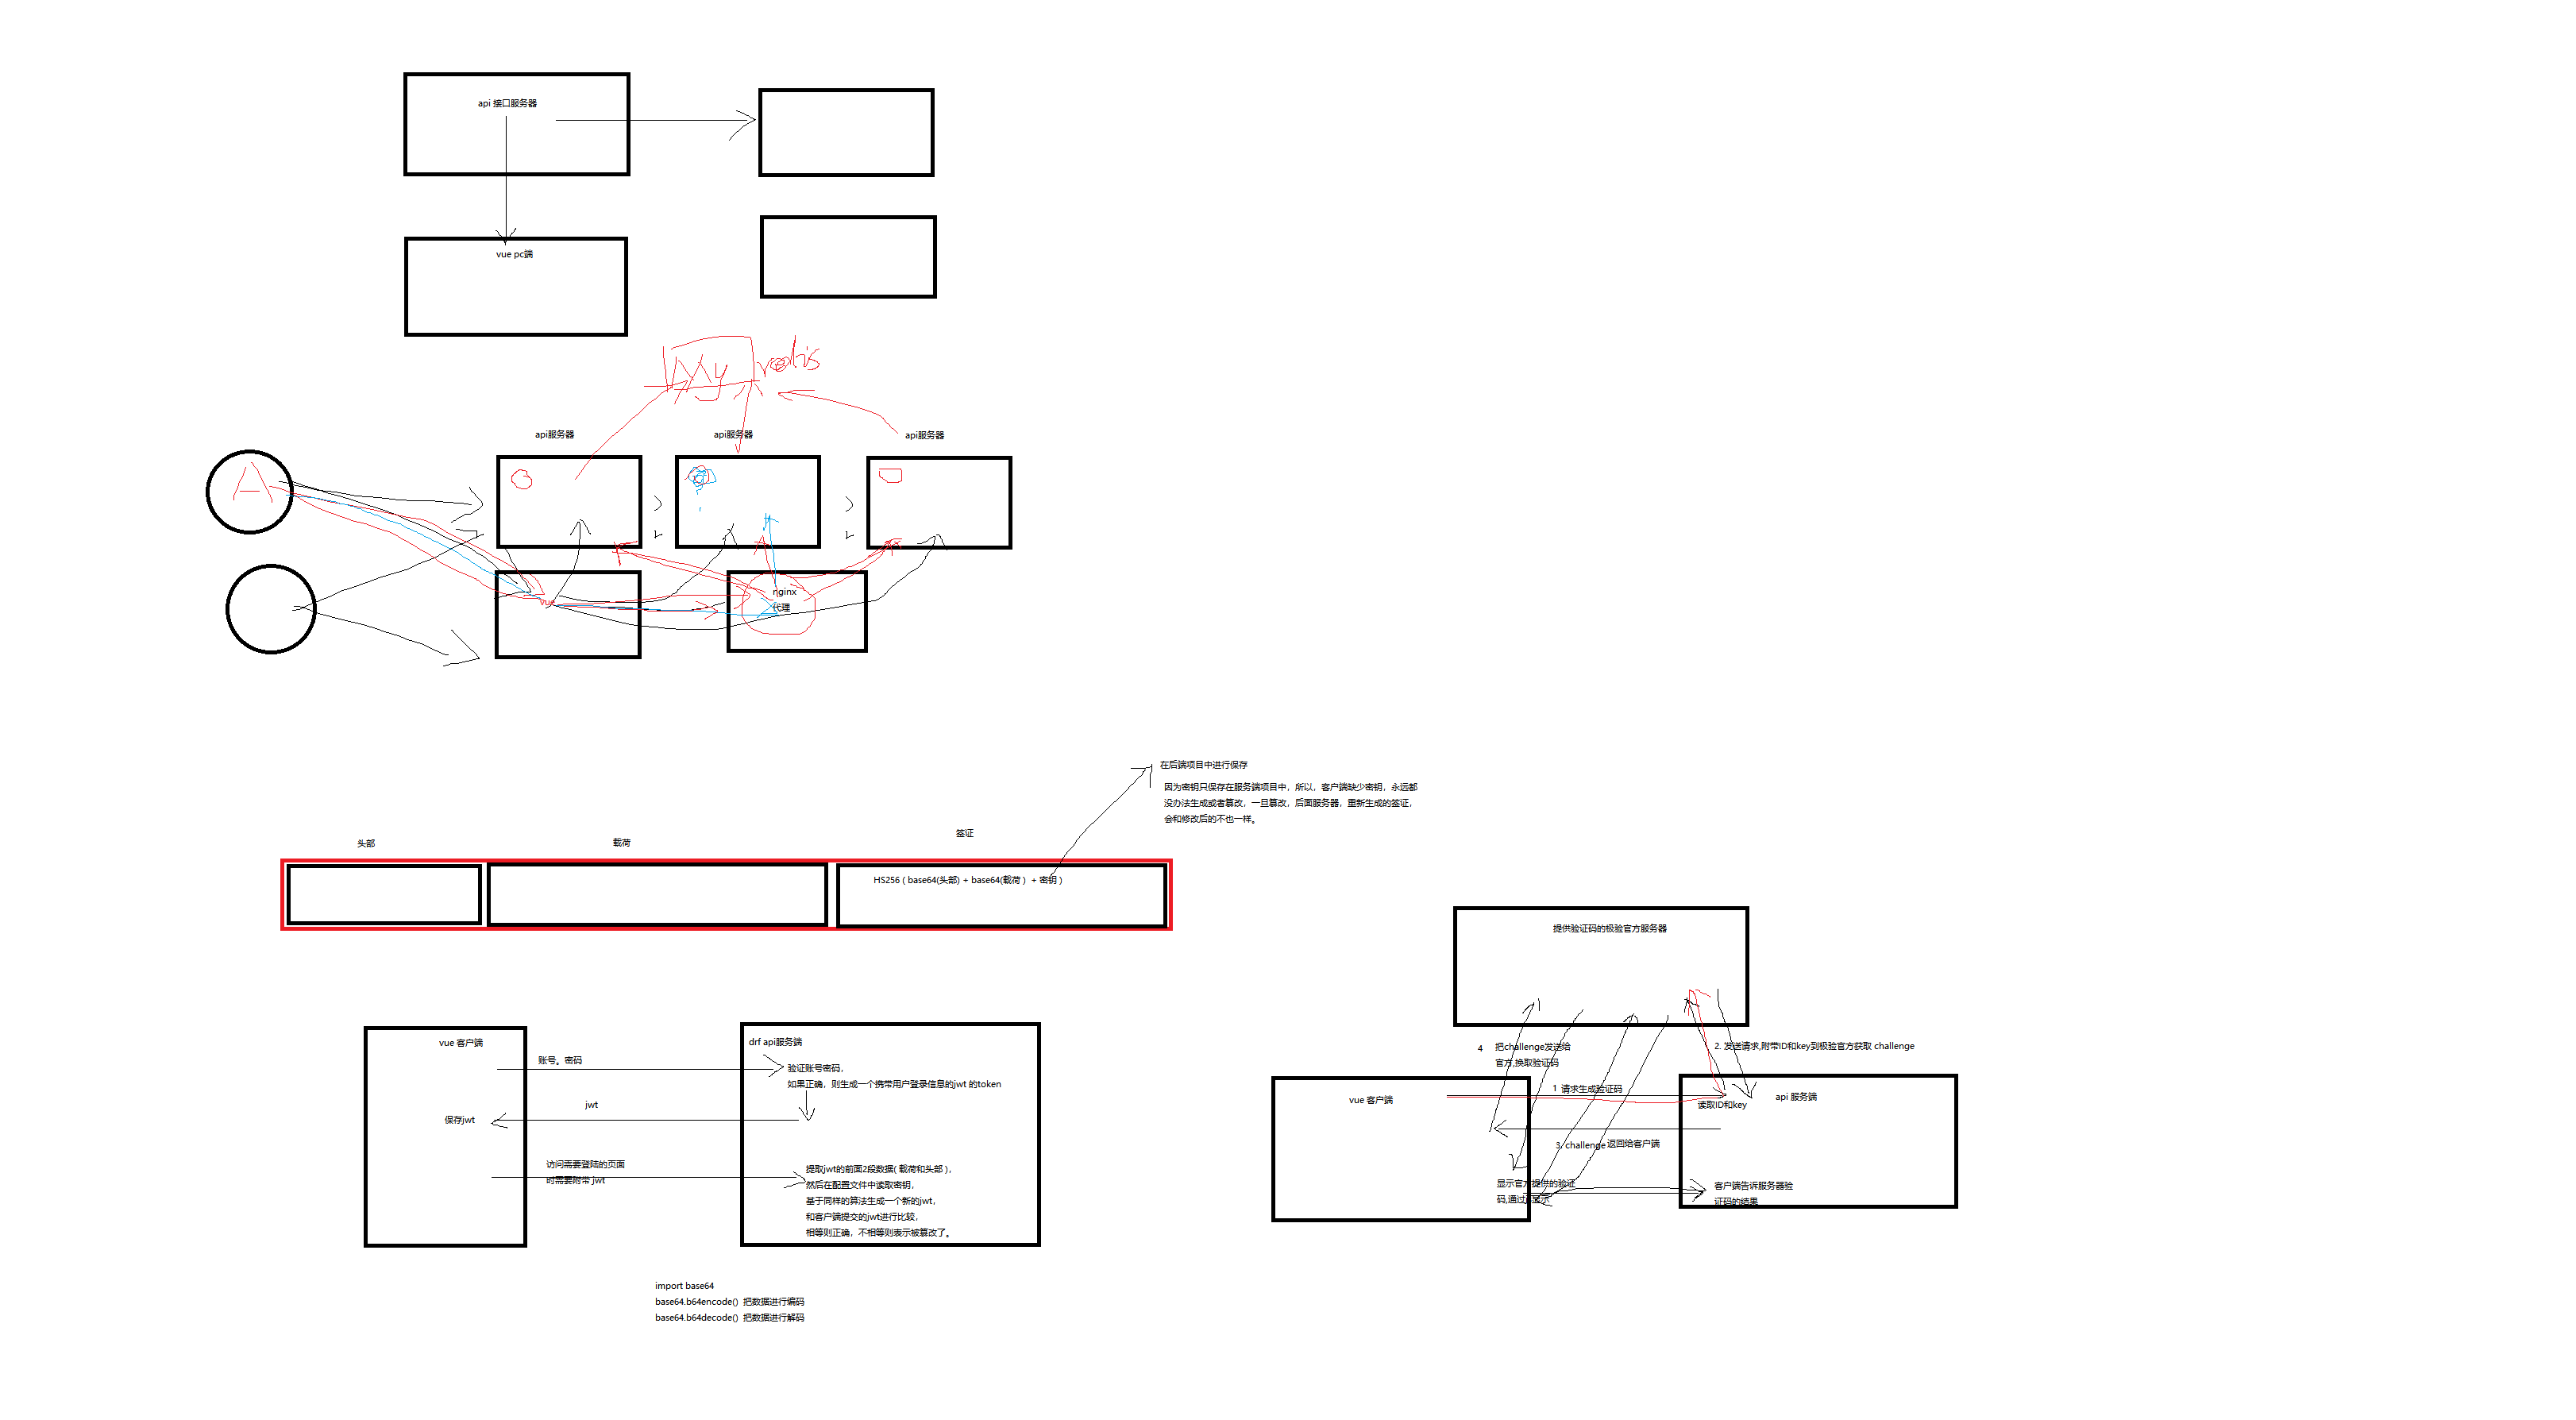 api 接口服务器
vue pc端
My redis
api服务器
api服务器
api服务器
A
vue
nginx
代理
在后端项目中进行保存
因为密钥只保存在服务端项目中，所以，客户端缺少密钥，永远都
没办法生成或者篡改，一旦篡改，后面服务器，重新生成的签证，
会和修改后的不也一样。
头部
载荷
签证
HS256 ( base64(头部) + base64(载荷 ) + 密钥 )
vue 客户端
账号。密码
drf api服务端
验证账号密码，
如果正确，则生成一个携带用户登录信息的jwt 的token
jwt
保存jwt
访问需要登陆的页面
时需要附带 jwt
提取jwt的前面2段数据( 载荷和头部 )，
然后在配置文件中读取密钥，
基于同样的算法生成一个新的jwt，
和客户端提交的jwt进行比较，
相等则正确，不相等则表示被篡改了。
import base64
base64.b64encode() 把数据进行编码
base64.b64decode() 把数据进行解码
提供验证码的极验官方服务器
4 把challenge发送给
官方,换取验证码
2. 发送请求,附带ID和key到极验官方获取 challenge
1 请求生成验证码
vue 客户端
api 服务端
读取ID和key
3. challenge 返回给客户端
显示官方提供的验证
码,通过 显示
客户端告诉服务器验
证码的结果